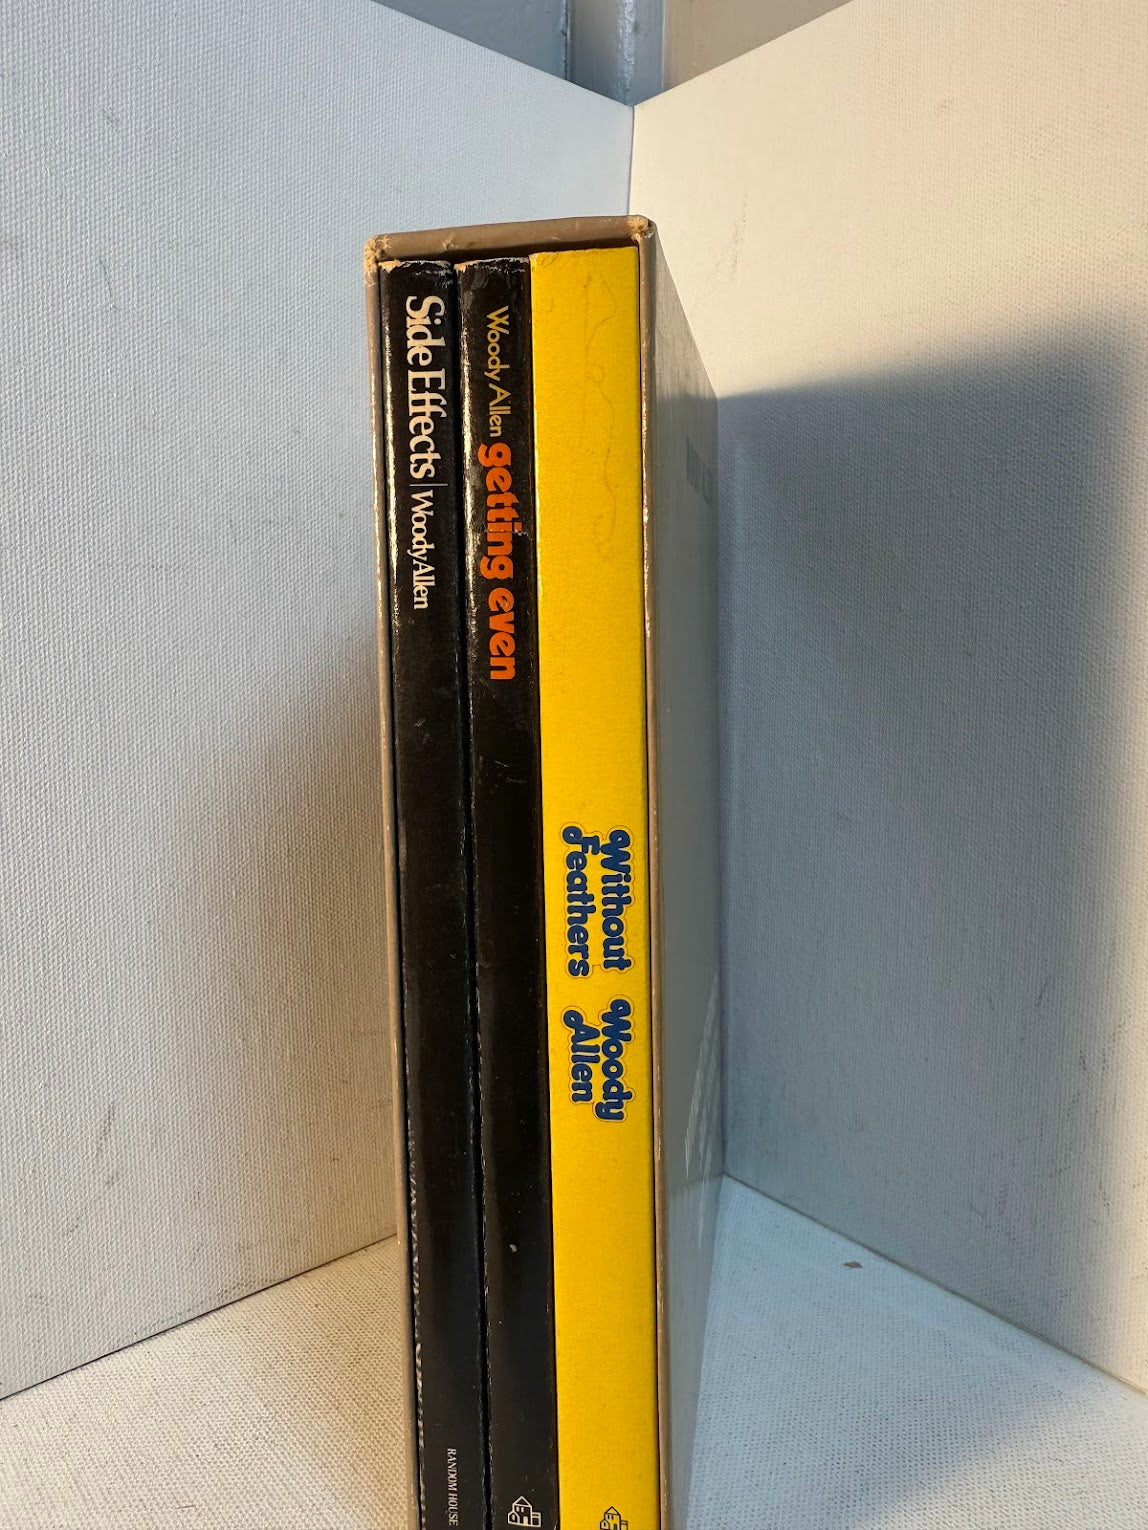 Side Effects | Woody Allen
RANDOM HOUSE
Woody Allen getting even
Without
Feathers
Woody
Allen